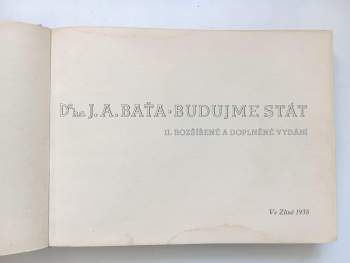 Dr h.c. J. A. BAŤA · BUDUJME STÁT
II. ROZŠÍŘENÉ A DOPLNĚNÉ VYDÁNÍ
Ve Zlíně 1938